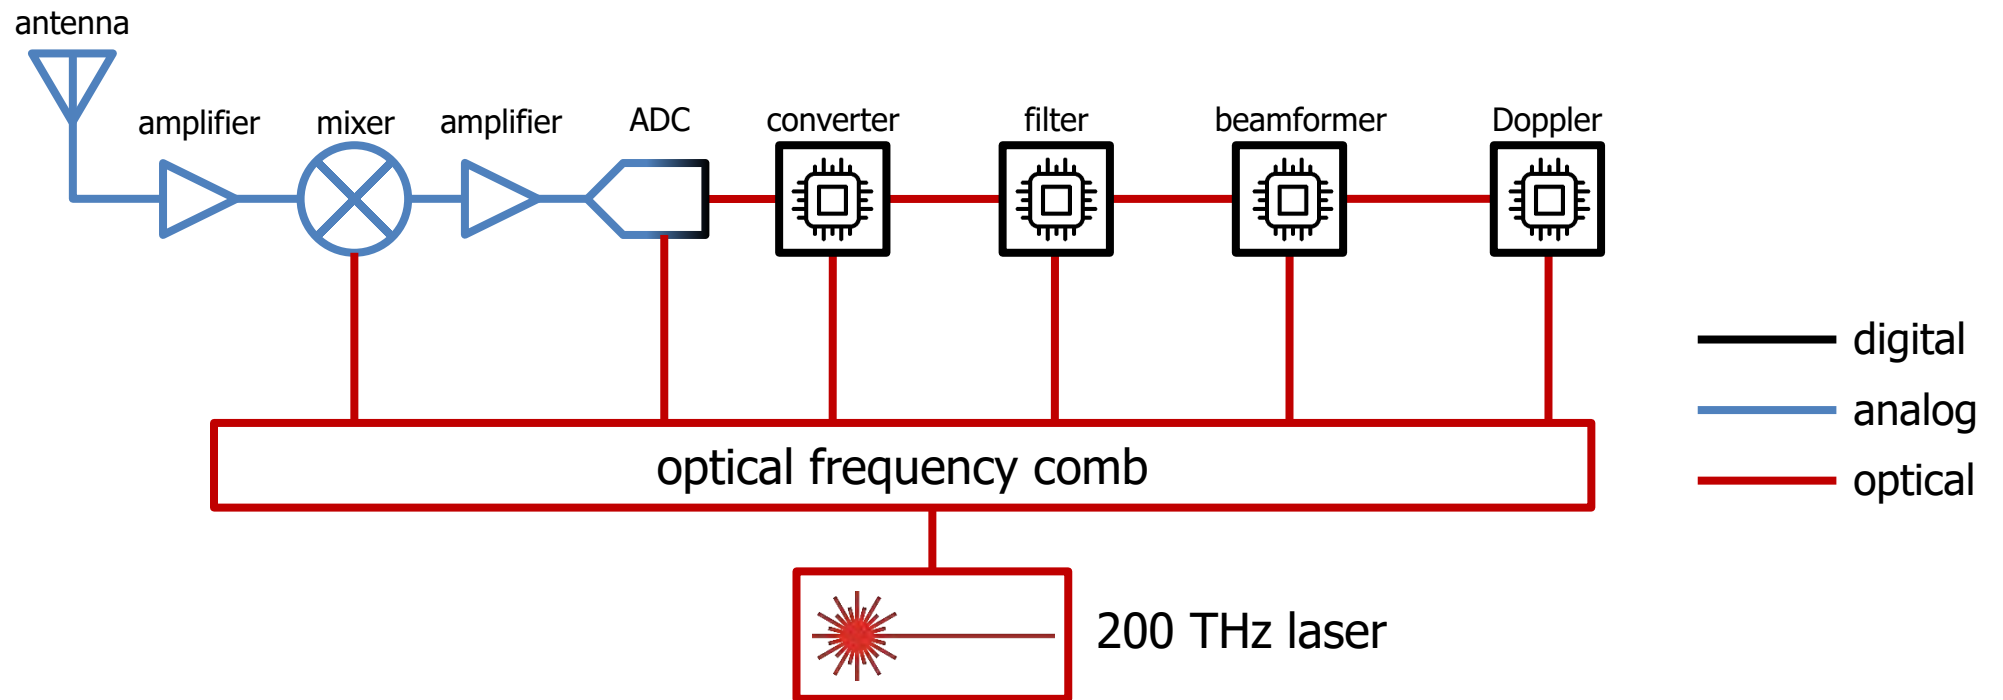 antenna
amplifier
mixer
amplifier
ADC
converter
filter
beamformer
Doppler
digital
analog
optical
optical frequency comb
200 THz laser